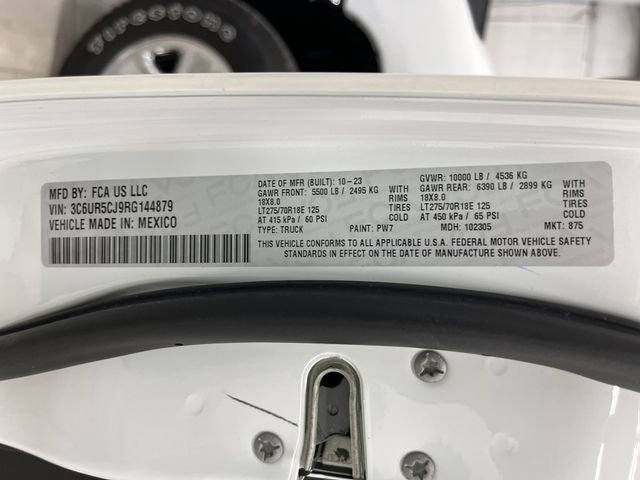 Firestone
MFD BY: FCA US LLC
VIN: 3C6UR5CJ9RG144879
VEHICLE MADE IN: MEXICO
DATE OF MFR (BUILT): 10-23 GVWR: 10000 LB / 4536 KG
GAWR FRONT: 5500 LB / 2495 KG WITH GAWR REAR: 6390 LB / 2899 KG WITH
18X8.0 RIMS 18X8.0 RIMS
LT275/70R18E 125 TIRES LT275/70R18E 125 TIRES
AT 415 kPa / 60 PSI COLD AT 450 kPa / 65 PSI COLD
TYPE: TRUCK PAINT: PW7 MDH: 102305 MKT: 875
THIS VEHICLE CONFORMS TO ALL APPLICABLE U.S.A. FEDERAL MOTOR VEHICLE SAFETY
STANDARDS IN EFFECT ON THE DATE OF MANUFACTURE SHOWN ABOVE.